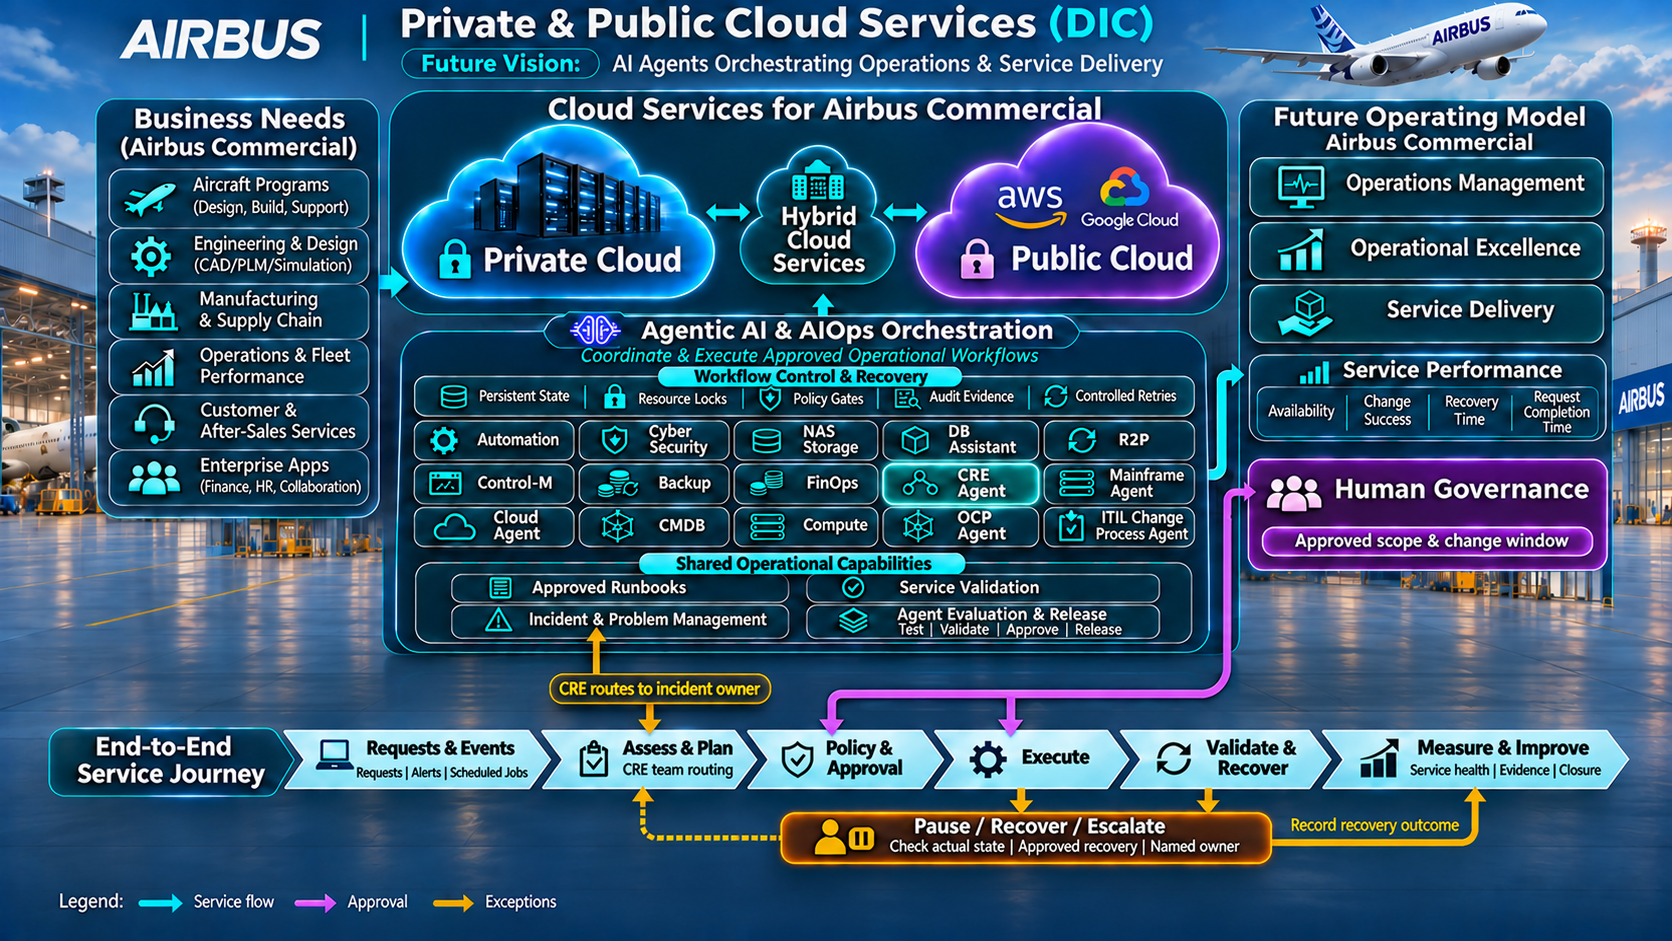 AIRBUS
Private & Public Cloud Services (DIC)
Future Vision:
AI Agents Orchestrating Operations & Service Delivery
AIRBUS
Business Needs
(Airbus Commercial)
Aircraft Programs
(Design, Build, Support)
Engineering & Design
(CAD/PLM/Simulation)
Manufacturing
& Supply Chain
Operations & Fleet
Performance
Customer &
After-Sales Services
Enterprise Apps
(Finance, HR, Collaboration)
Cloud Services for Airbus Commercial
Private Cloud
Hybrid
Cloud
Services
aws
Google Cloud
Public Cloud
Agentic AI & AIOps Orchestration
Coordinate & Execute Approved Operational Workflows
Workflow Control & Recovery
Persistent State
Resource Locks
Policy Gates
Audit Evidence
Controlled Retries
Automation
Cyber
Security
NAS
Storage
DB
Assistant
R2P
Control-M
Backup
FinOps
CRE
Agent
Mainframe
Agent
Cloud
Agent
CMDB
Compute
OCP
Agent
ITIL Change
Process Agent
Shared Operational Capabilities
Approved Runbooks
Service Validation
Incident & Problem Management
Agent Evaluation & Release
Test | Validate | Approve | Release
Future Operating Model
Airbus Commercial
Operations Management
Operational Excellence
Service Delivery
Service Performance
Availability
Change
Success
Recovery
Time
Request
Completion
Time
Human Governance
Approved scope & change window
AIRBUS
CRE routes to incident owner
End-to-End
Service Journey
Requests & Events
Requests | Alerts | Scheduled Jobs
Assess & Plan
CRE team routing
Policy &
Approval
Execute
Validate &
Recover
Measure & Improve
Service health | Evidence | Closure
Pause / Recover / Escalate
Check actual state | Approved recovery | Named owner
Record recovery outcome
Legend:
Service flow
Approval
Exceptions